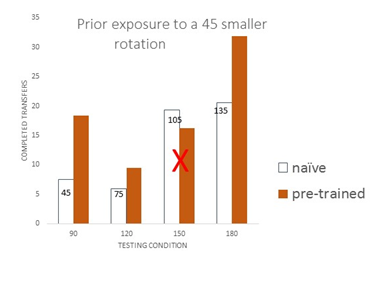 Prior exposure to a 45 smaller
rotation
COMPLETED TRANSFERS
35
30
25
20
15
10
5
0
45
75
105
135
X
90 120 150 180
TESTING CONDITION
naïve
pre-trained